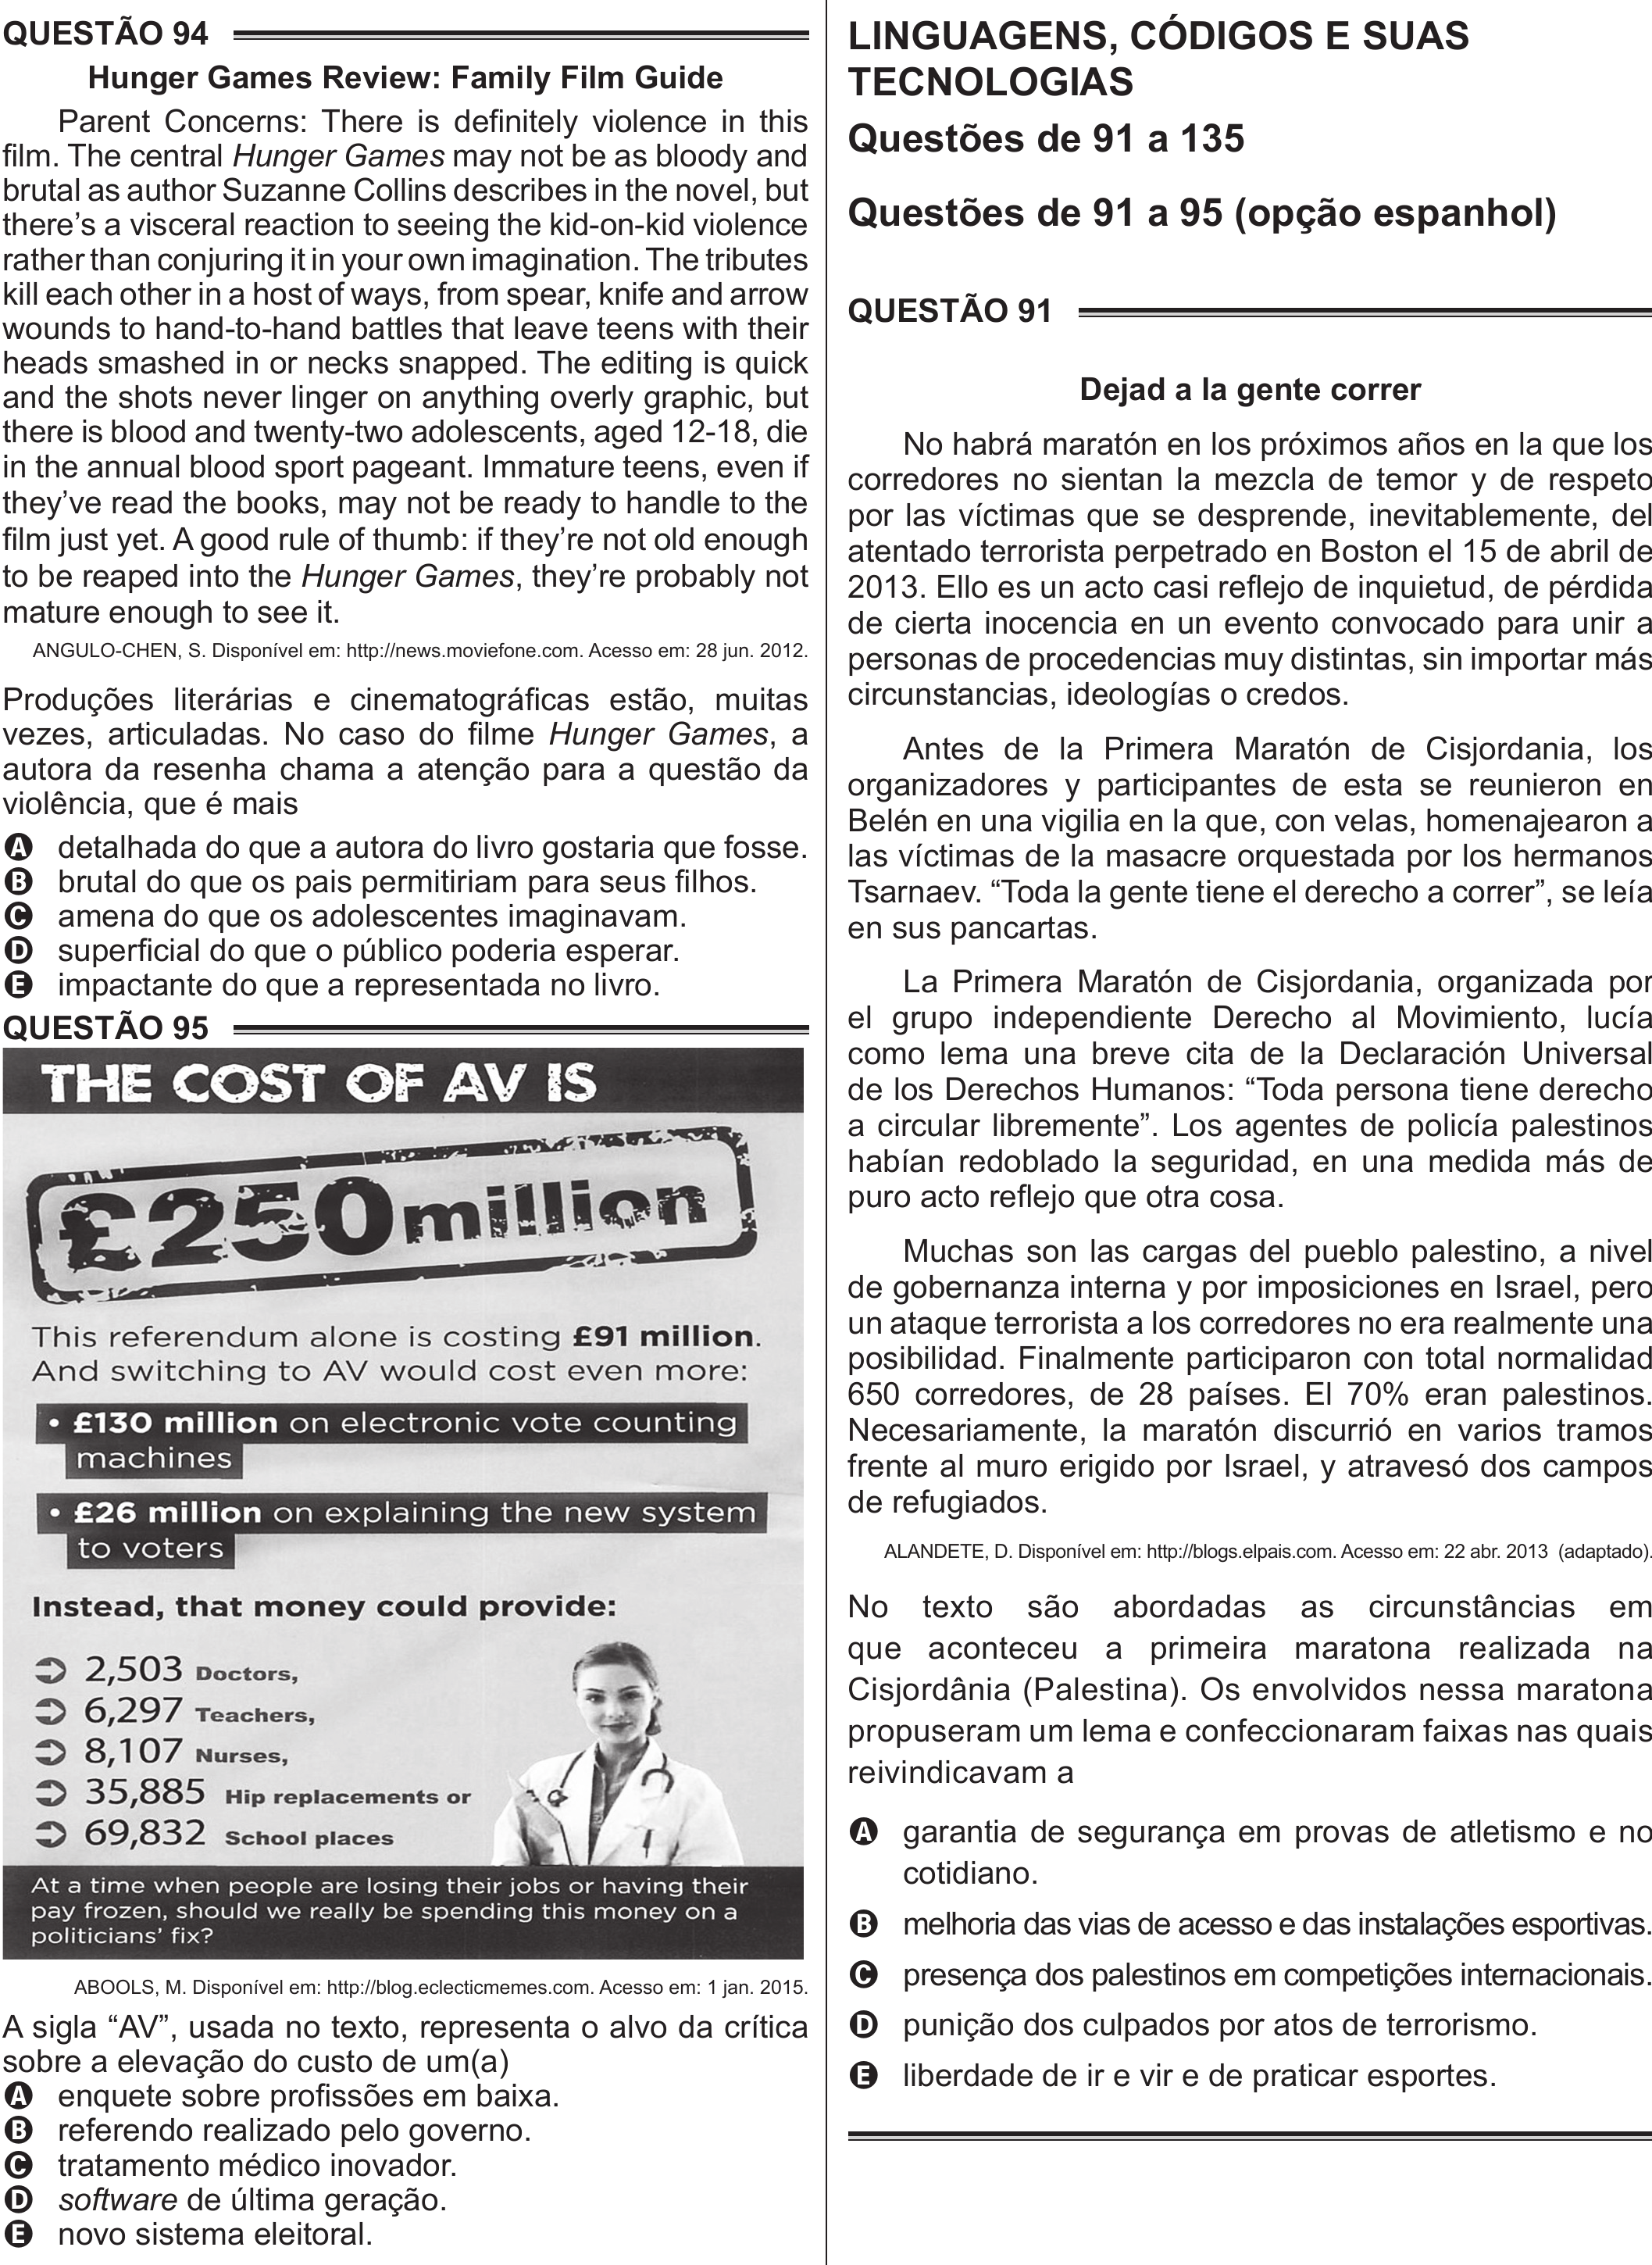 QUESTÃO 94
Hunger Games Review: Family Film Guide
Parent Concerns: There is definitely violence in this
film. The central Hunger Games may not be as bloody and
brutal as author Suzanne Collins describes in the novel, but
there’s a visceral reaction to seeing the kid-on-kid violence
rather than conjuring it in your own imagination. The tributes
kill each other in a host of ways, from spear, knife and arrow
wounds to hand-to-hand battles that leave teens with their
heads smashed in or necks snapped. The editing is quick
and the shots never linger on anything overly graphic, but
there is blood and twenty-two adolescents, aged 12-18, die
in the annual blood sport pageant. Immature teens, even if
they’ve read the books, may not be ready to handle to the
film just yet. A good rule of thumb: if they’re not old enough
to be reaped into the Hunger Games, they’re probably not
mature enough to see it.
ANGULO-CHEN, S. Disponível em: http://news.moviefone.com. Acesso em: 28 jun. 2012.
Produções literárias e cinematográficas estão, muitas
vezes, articuladas. No caso do filme Hunger Games, a
autora da resenha chama a atenção para a questão da
violência, que é mais
A detalhada do que a autora do livro gostaria que fosse.
B brutal do que os pais permitiriam para seus filhos.
C amena do que os adolescentes imaginavam.
D superficial do que o público poderia esperar.
E impactante do que a representada no livro.
QUESTÃO 95
THE COST OF AV IS
£250 million
This referendum alone is costing £91 million.
And switching to AV would cost even more:
• £130 million on electronic vote counting
machines
• £26 million on explaining the new system
to voters
Instead, that money could provide:
2,503 Doctors,
6,297 Teachers,
8,107 Nurses,
35,885 Hip replacements or
69,832 School places
At a time when people are losing their jobs or having their
pay frozen, should we really be spending this money on a
politicians’ fix?
ABOOLS, M. Disponível em: http://blog.eclecticmemes.com. Acesso em: 1 jan. 2015.
A sigla “AV”, usada no texto, representa o alvo da crítica
sobre a elevação do custo de um(a)
A enquete sobre profissões em baixa.
B referendo realizado pelo governo.
C tratamento médico inovador.
D software de última geração.
E novo sistema eleitoral.
LINGUAGENS, CÓDIGOS E SUAS
TECNOLOGIAS
Questões de 91 a 135
Questões de 91 a 95 (opção espanhol)
QUESTÃO 91
Dejad a la gente correr
No habrá maratón en los próximos años en la que los
corredores no sientan la mezcla de temor y de respeto
por las víctimas que se desprende, inevitablemente, del
atentado terrorista perpetrado en Boston el 15 de abril de
2013. Ello es un acto casi reflejo de inquietud, de pérdida
de cierta inocencia en un evento convocado para unir a
personas de procedencias muy distintas, sin importar más
circunstancias, ideologías o credos.
Antes de la Primera Maratón de Cisjordania, los
organizadores y participantes de esta se reunieron en
Belén en una vigilia en la que, con velas, homenajearon a
las víctimas de la masacre orquestada por los hermanos
Tsarnaev. “Toda la gente tiene el derecho a correr”, se leía
en sus pancartas.
La Primera Maratón de Cisjordania, organizada por
el grupo independiente Derecho al Movimiento, lucía
como lema una breve cita de la Declaración Universal
de los Derechos Humanos: “Toda persona tiene derecho
a circular libremente”. Los agentes de policía palestinos
habían redoblado la seguridad, en una medida más de
puro acto reflejo que otra cosa.
Muchas son las cargas del pueblo palestino, a nivel
de gobernanza interna y por imposiciones en Israel, pero
un ataque terrorista a los corredores no era realmente una
posibilidad. Finalmente participaron con total normalidad
650 corredores, de 28 países. El 70% eran palestinos.
Necesariamente, la maratón discurrió en varios tramos
frente al muro erigido por Israel, y atravesó dos campos
de refugiados.
ALANDETE, D. Disponível em: http://blogs.elpais.com. Acesso em: 22 abr. 2013 (adaptado).
No texto são abordadas as circunstâncias em
que aconteceu a primeira maratona realizada na
Cisjordânia (Palestina). Os envolvidos nessa maratona
propuseram um lema e confeccionaram faixas nas quais
reivindicavam a
A garantia de segurança em provas de atletismo e no
cotidiano.
B melhoria das vias de acesso e das instalações esportivas.
C presença dos palestinos em competições internacionais.
D punição dos culpados por atos de terrorismo.
E liberdade de ir e vir e de praticar esportes.